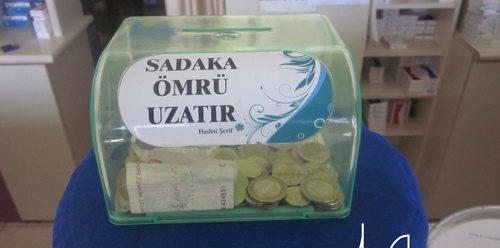 SADAKA
ÖMRÜ
UZATIR
Hadisi Şerif